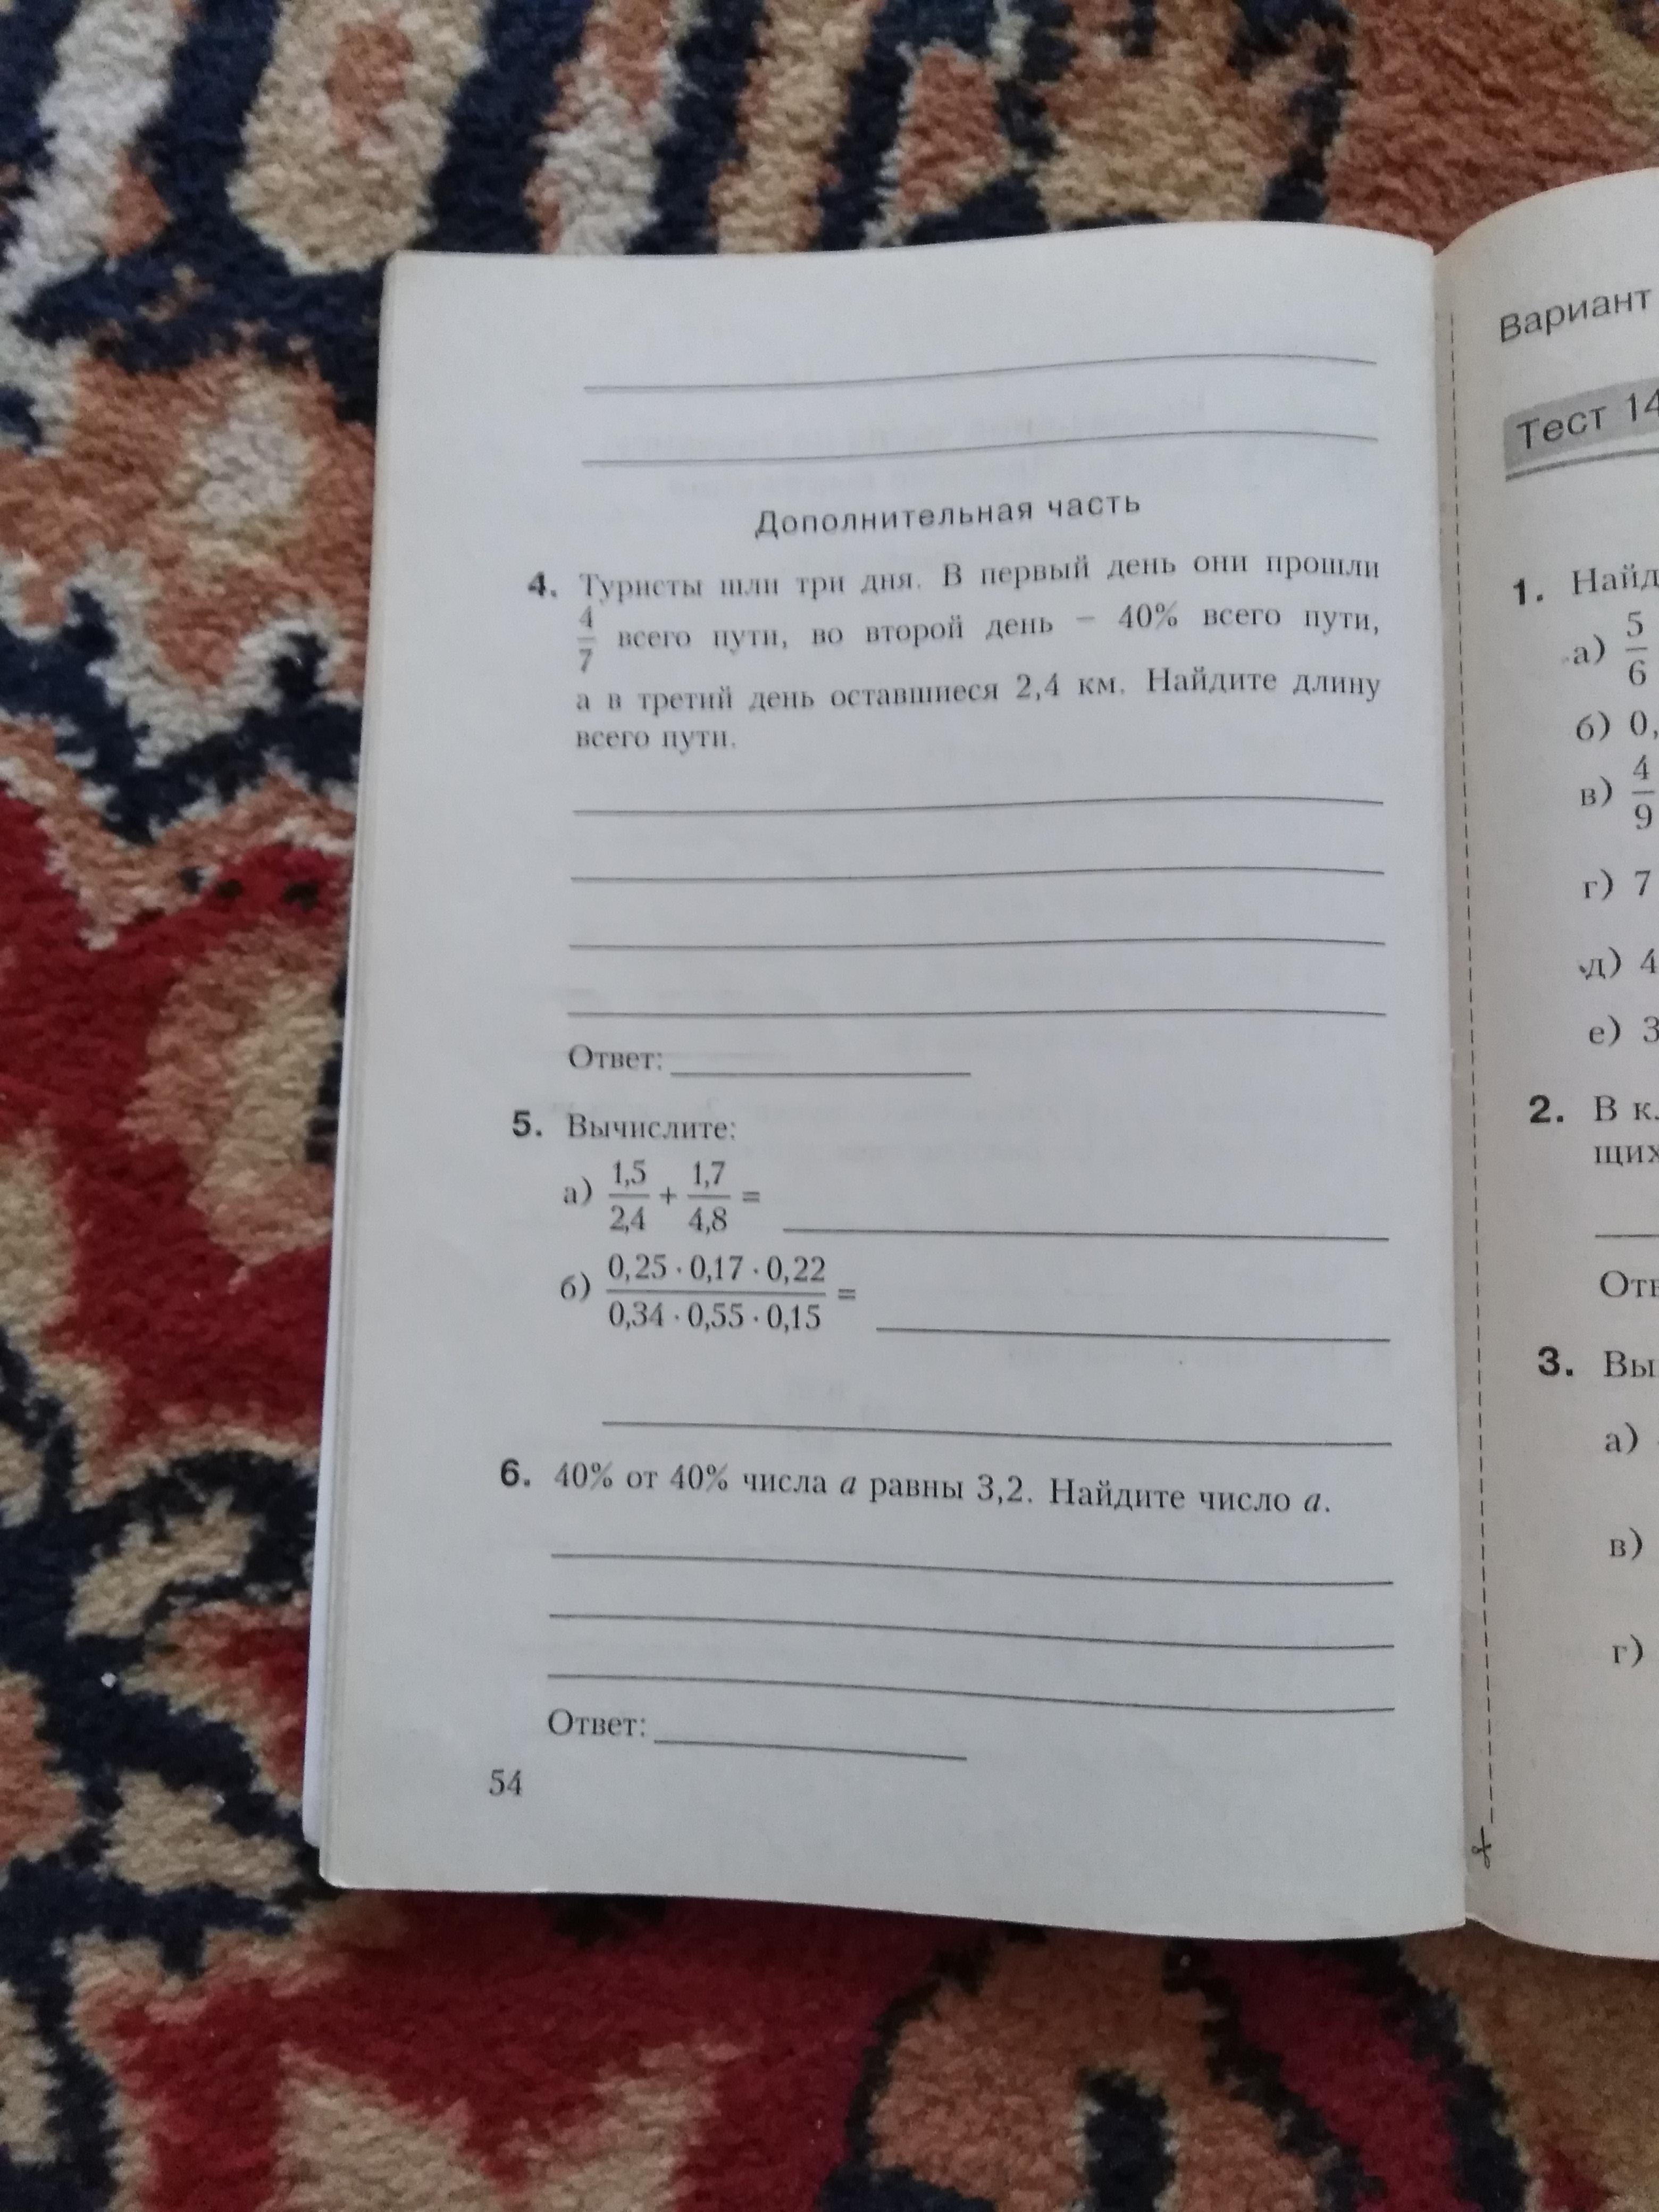 Дополнительная часть
4. Туристы шли три дня. В первый день они прошли
4/7 всего пути, во второй день – 40% всего пути,
а в третий день оставшиеся 2,4 км. Найдите длину
всего пути.
Ответ:
5. Вычислите:
а) 1,5/2,4 + 1,7/4,8 =
б) 0,25 · 0,17 · 0,22 / 0,34 · 0,55 · 0,15 =
6. 40% от 40% числа a равны 3,2. Найдите число a.
Ответ:
54
Вариант
Тест 14
1.
а) 5/6
б) 0,
в) 4/9
г) 7
д) 4
е) 3
2. В
3.
а)
в)
г)